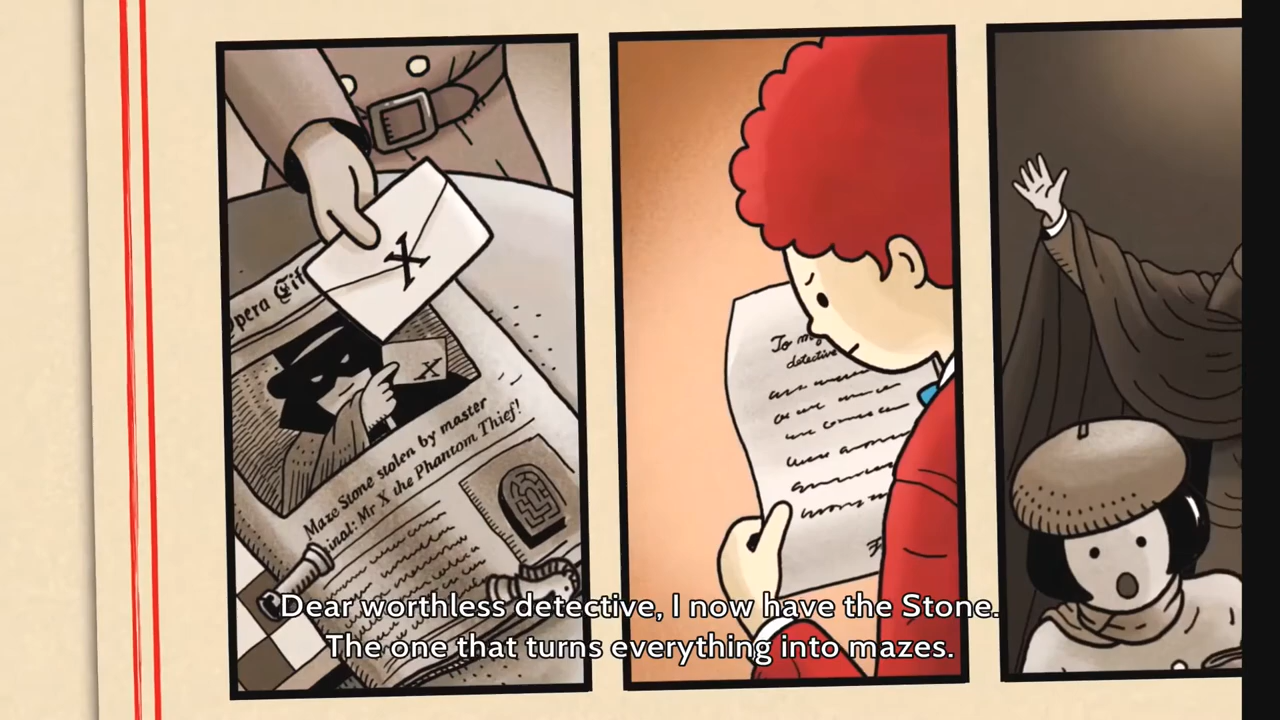 X
Opera
X
Maze Stone stolen by master
Mr X the Phantom Thief!
To my
detective
Dear worthless detective, I now have the Stone.
The one that turns everything into mazes.